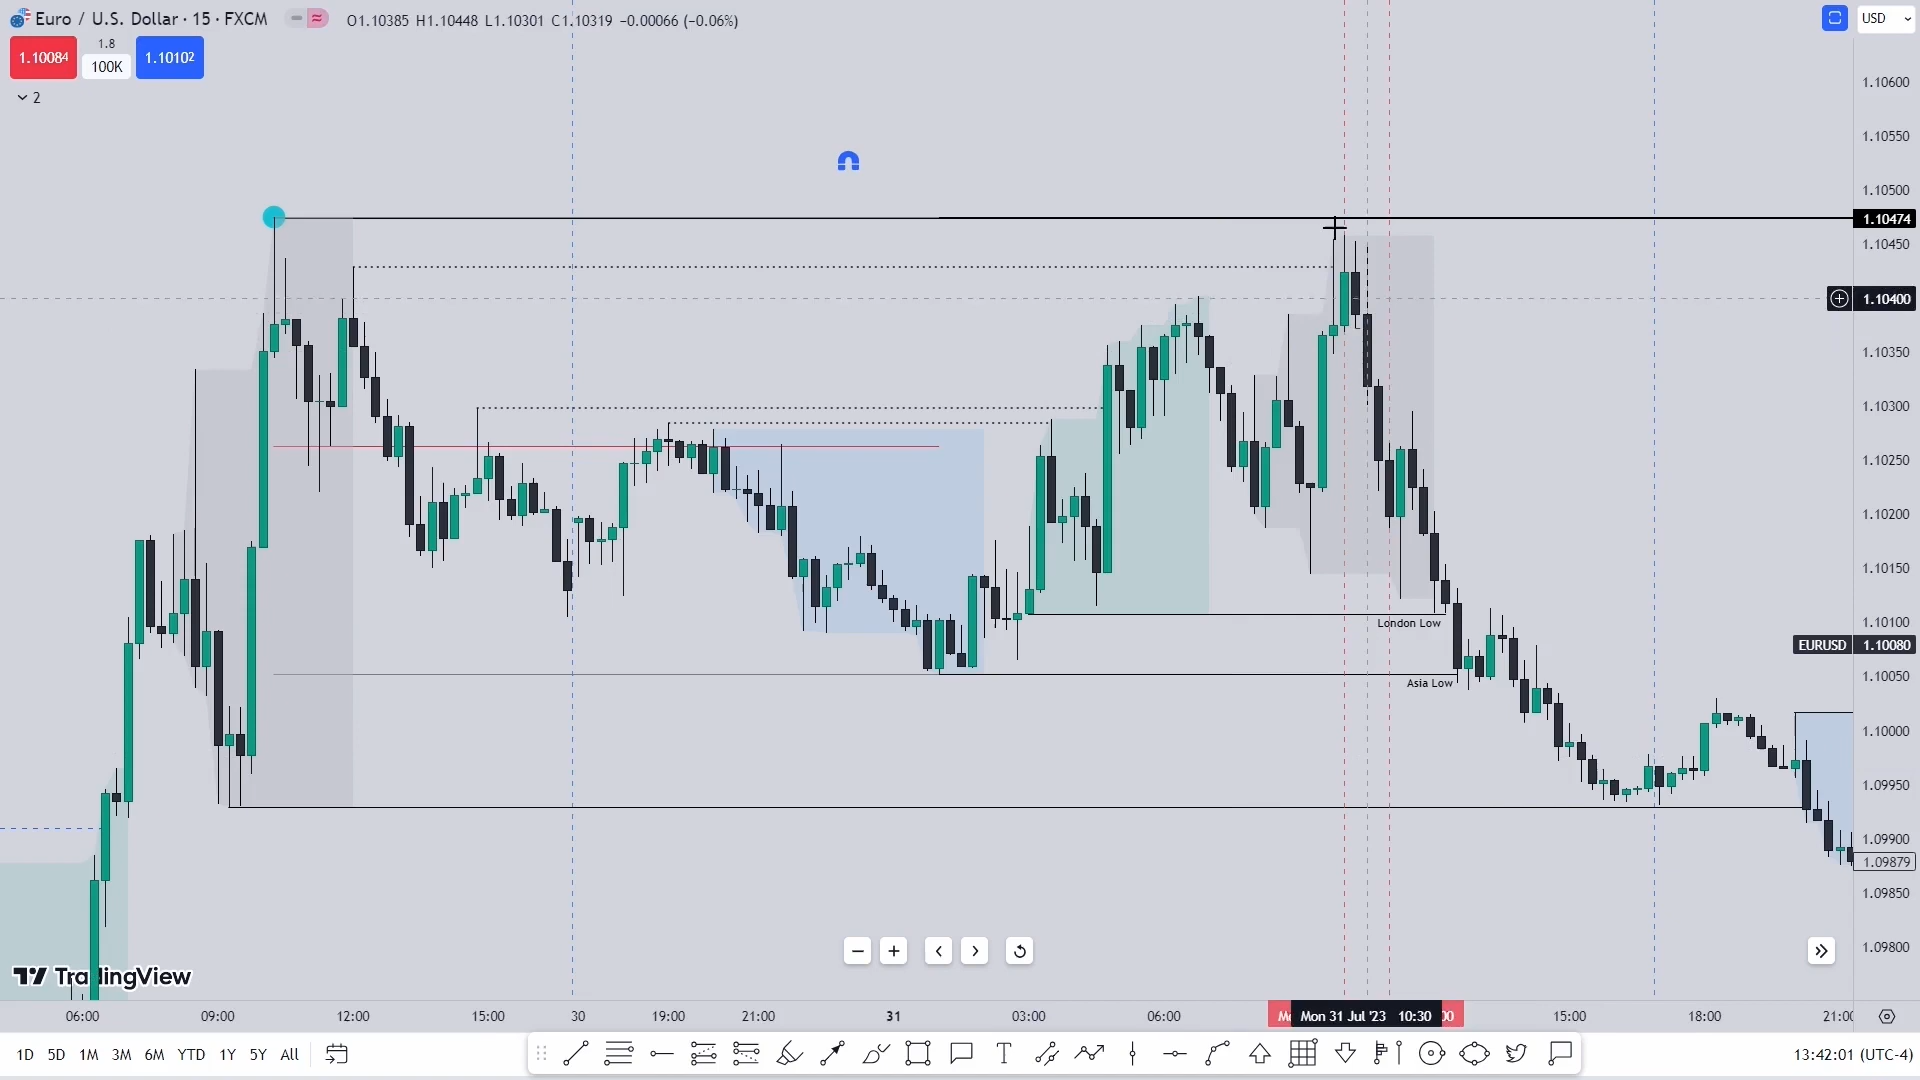 Euro / U.S. Dollar · 15 · FXCM
O1.10385 H1.10448 L1.10301 C1.10319 −0.00066 (−0.06%)
USD
1.10084
1.8
100K
1.10102
2
1.10600
1.10550
1.10500
1.10474
1.10450
1.10400
1.10350
1.10300
1.10250
1.10200
1.10150
1.10100
London Low
EURUSD 1.10080
1.10050
Asia Low
1.10000
1.09950
1.09900
1.09879
1.09850
1.09800
TradingView
06:00 09:00 12:00 15:00 30 19:00 21:00 31 03:00 06:00 Mon 31 Jul '23 10:30 15:00 18:00 21:00
1D 5D 1M 3M 6M YTD 1Y 5Y All
13:42:01 (UTC-4)